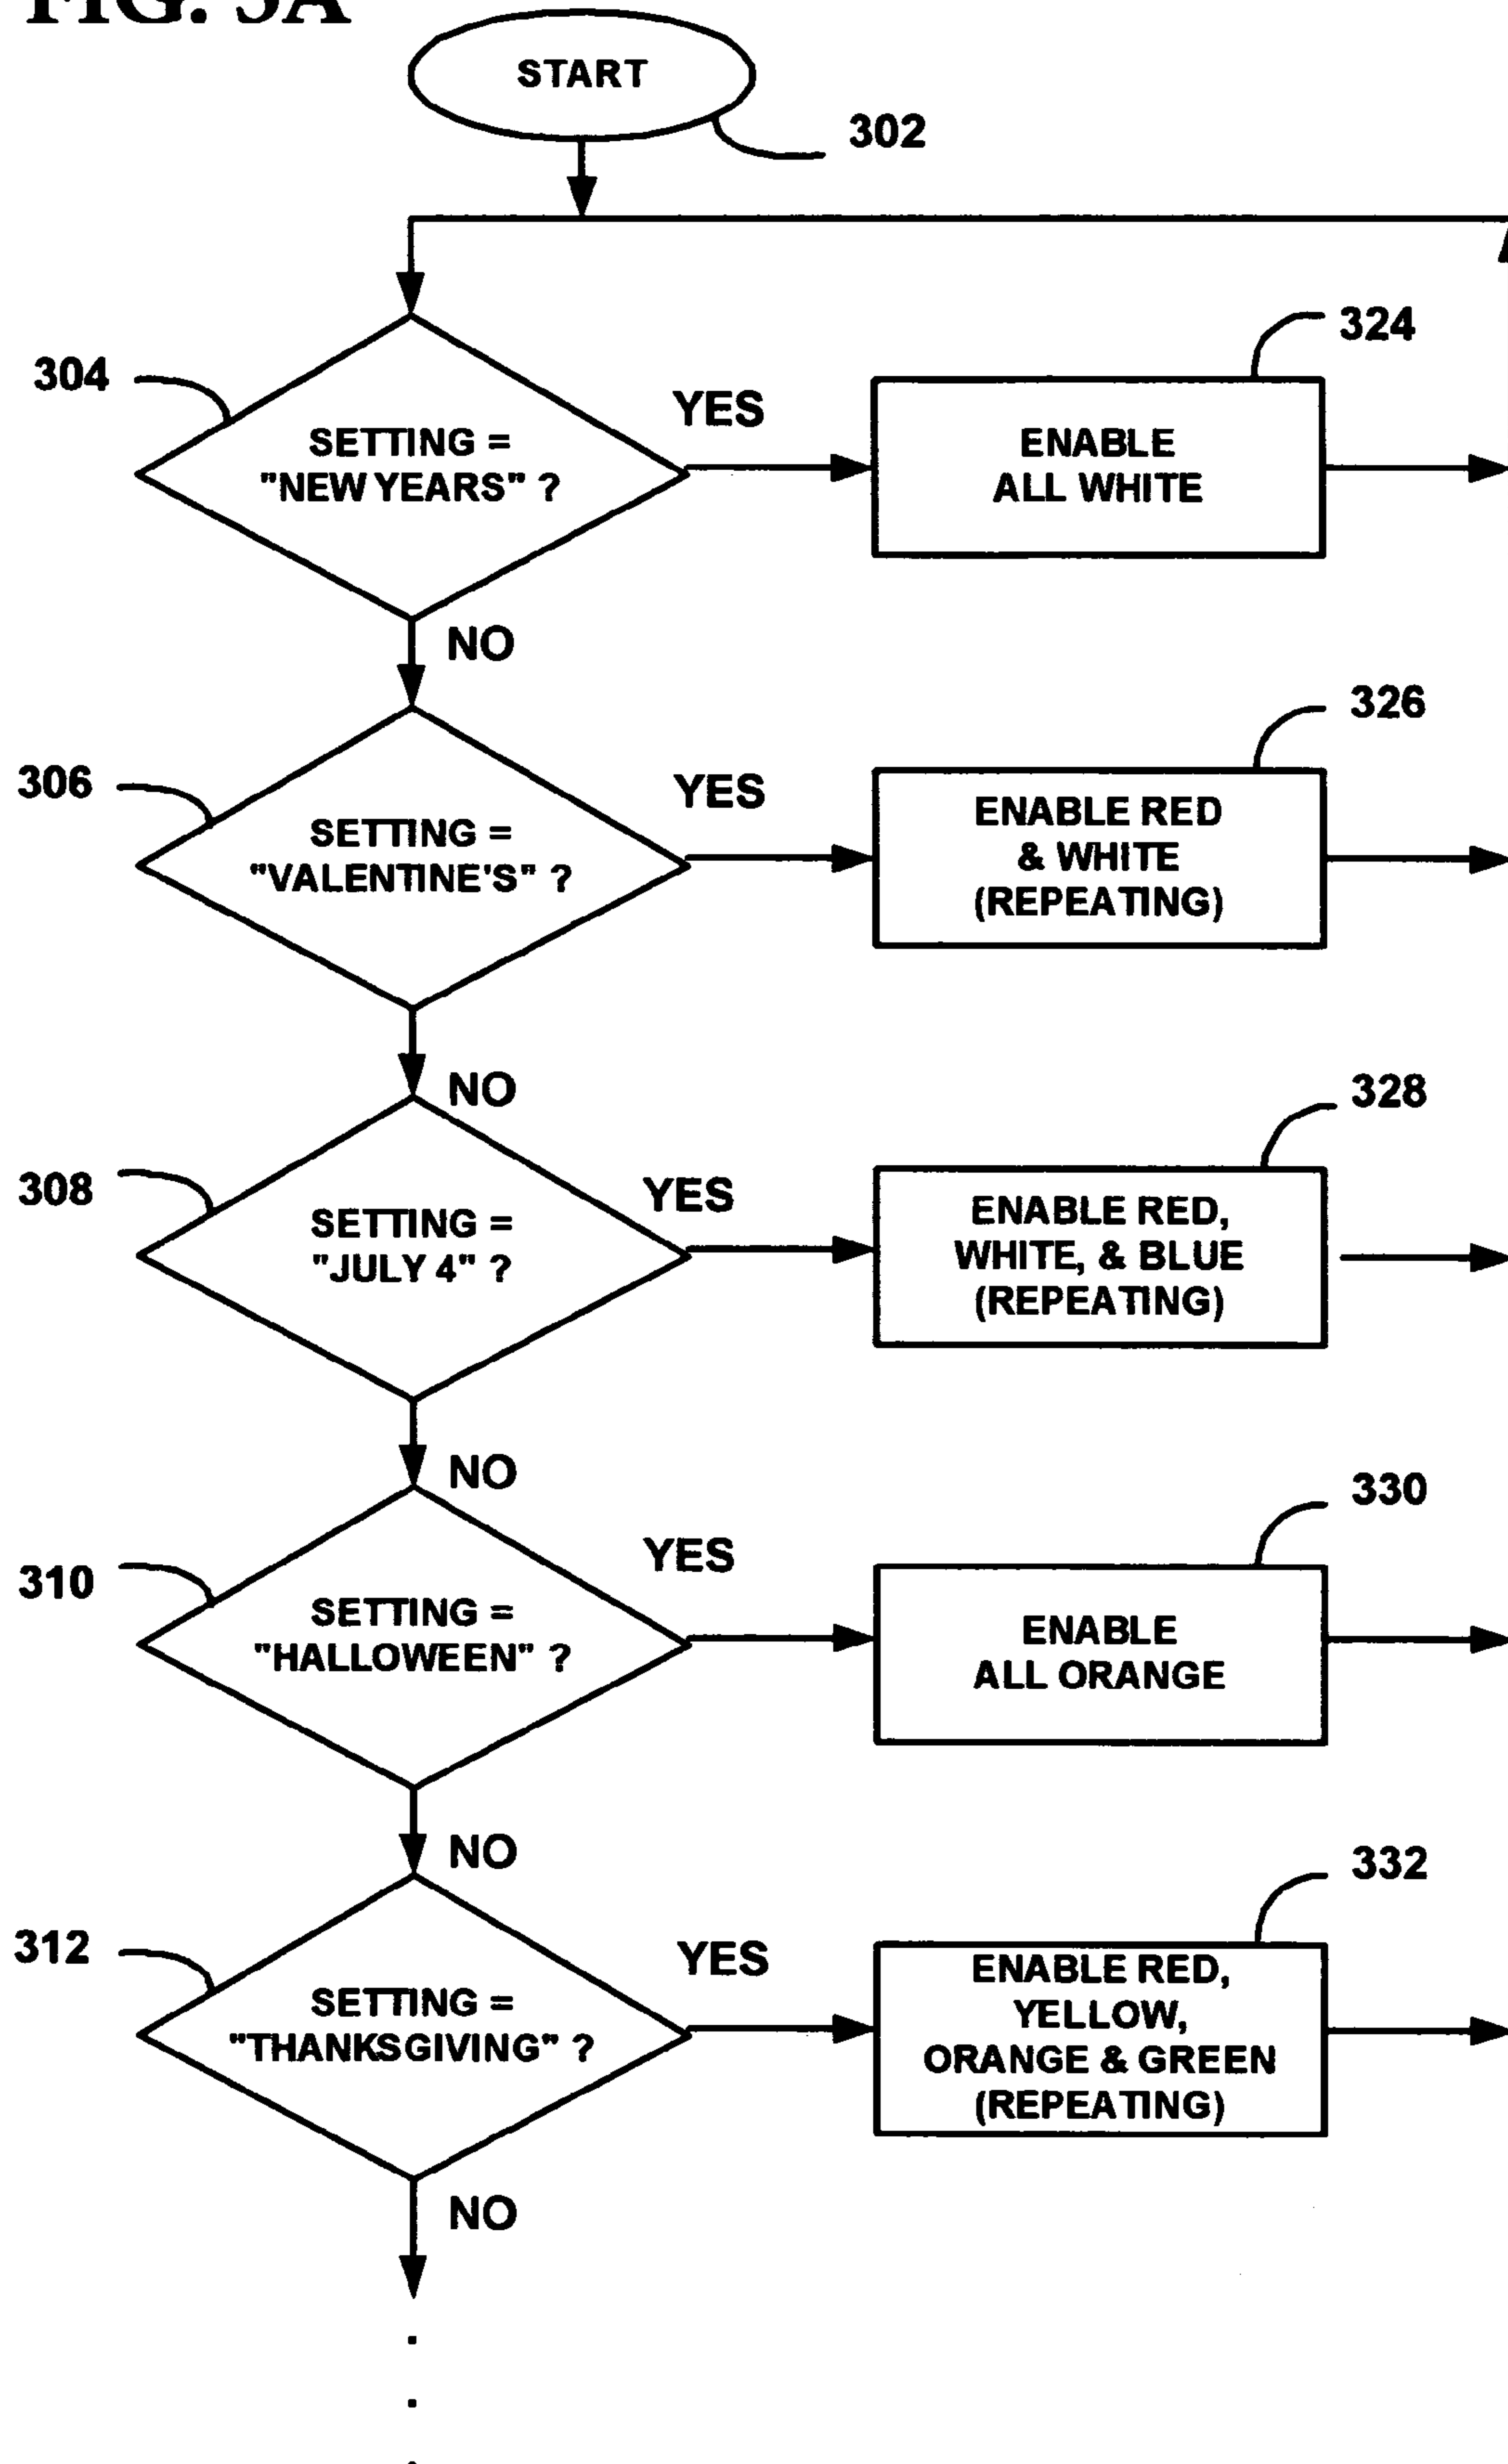 FIG. 3A
START
302
304
SETTING =
"NEW YEARS" ?
YES
324
ENABLE
ALL WHITE
NO
306
SETTING =
"VALENTINE'S" ?
YES
326
ENABLE RED
& WHITE
(REPEATING)
NO
308
SETTING =
"JULY 4" ?
YES
328
ENABLE RED,
WHITE, & BLUE
(REPEATING)
NO
310
SETTING =
"HALLOWEEN" ?
YES
330
ENABLE
ALL ORANGE
NO
312
SETTING =
"THANKSGIVING" ?
YES
332
ENABLE RED,
YELLOW,
ORANGE & GREEN
(REPEATING)
NO